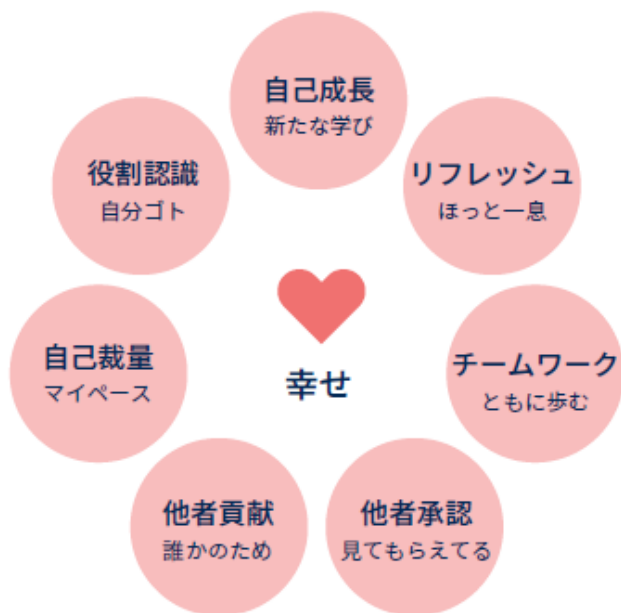 自己成長
新たな学び
リフレッシュ
ほっと一息
チームワーク
ともに歩む
他者承認
見てもらえてる
他者貢献
誰かのため
自己裁量
マイペース
役割認識
自分ゴト
幸せ